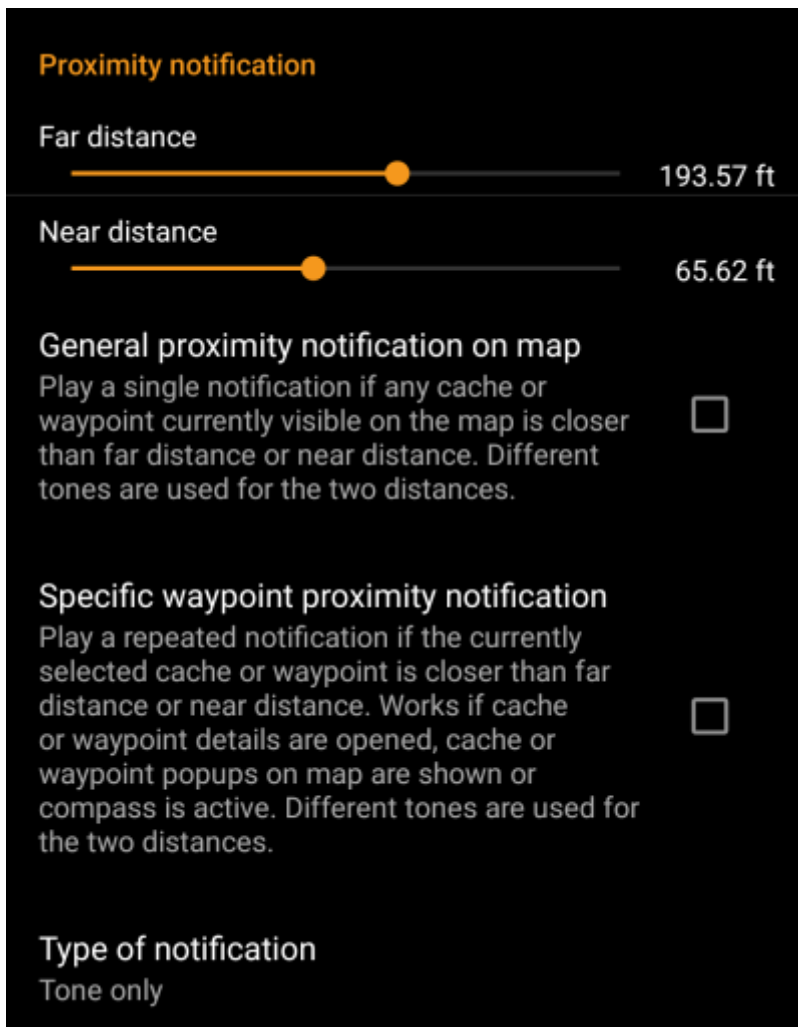 Proximity notification
Far distance
193.57 ft
Near distance
65.62 ft
General proximity notification on map
Play a single notification if any cache or
waypoint currently visible on the map is closer
than far distance or near distance. Different
tones are used for the two distances.
Specific waypoint proximity notification
Play a repeated notification if the currently
selected cache or waypoint is closer than far
distance or near distance. Works if cache
or waypoint details are opened, cache or
waypoint popups on map are shown or
compass is active. Different tones are used for
the two distances.
Type of notification
Tone only